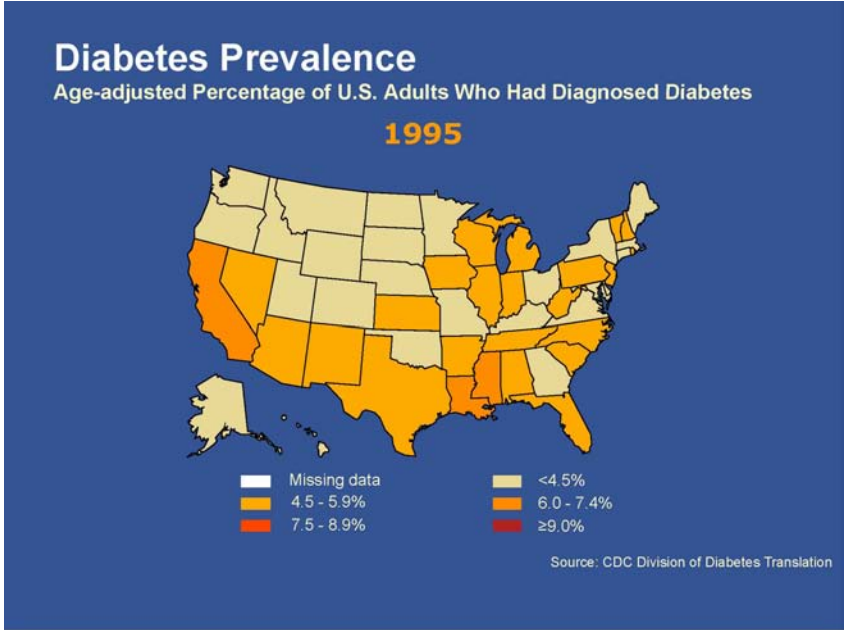 Diabetes Prevalence
Age-adjusted Percentage of U.S. Adults Who Had Diagnosed Diabetes
1995
Missing data
<4.5%
4.5 - 5.9%
6.0 - 7.4%
7.5 - 8.9%
≥9.0%
Source: CDC Division of Diabetes Translation